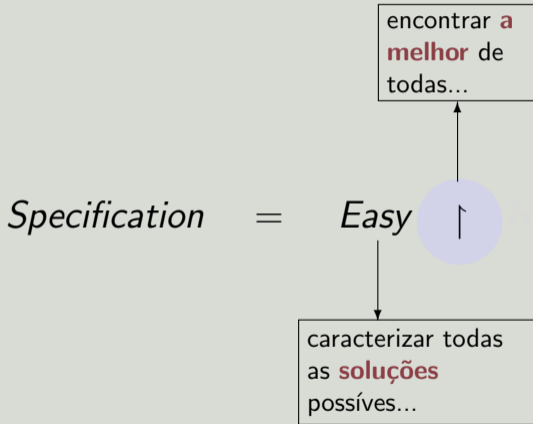 encontrar a
melhor de
todas...
Specification = Easy ↾
caracterizar todas
as soluções
possíves...